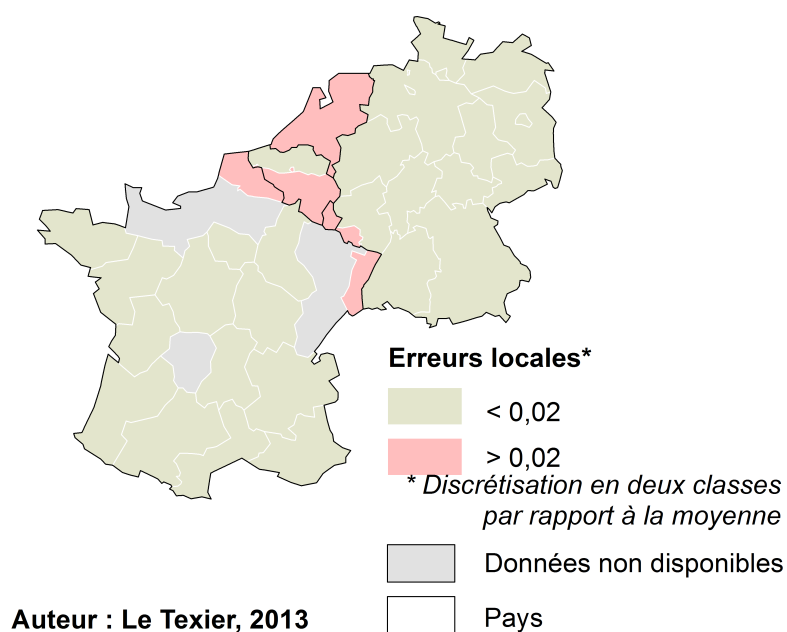 Erreurs locales*
< 0,02
> 0,02
* Discrétisation en deux classes
par rapport à la moyenne
Données non disponibles
Pays
Auteur : Le Texier, 2013